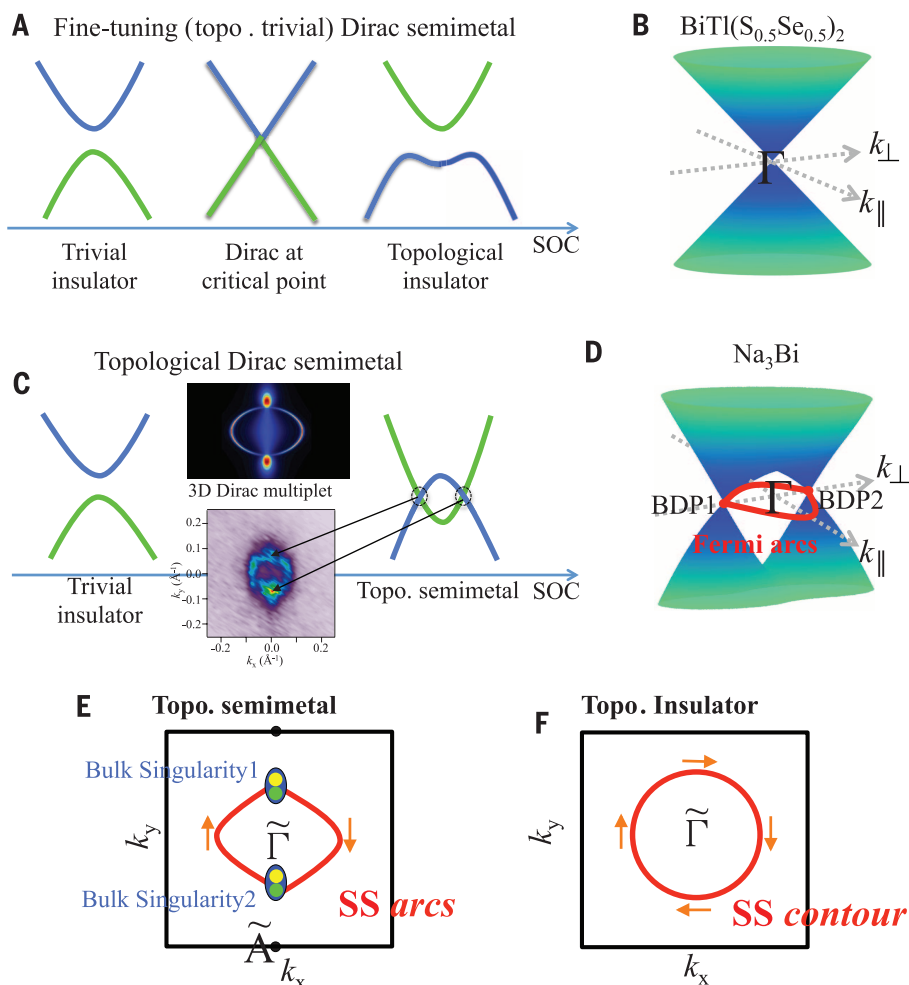 A Fine-tuning (topo . trivial) Dirac semimetal
Trivial
insulator
Dirac at
critical point
Topological
insulator
SOC
B BiTl(S0.5Se0.5)2
Γ
k⊥
k∥
C Topological Dirac semimetal
3D Dirac multiplet
0.2
0.1
0.0
-0.1
-0.2
ky (Å-1)
-0.2 0.0 0.2
kx (Å-1)
Trivial
insulator
Topo. semimetal
SOC
D Na3Bi
BDP1
Γ
BDP2
k⊥
Fermi arcs
k∥
E Topo. semimetal
Bulk Singularity1
ky
Γ̃
Bulk Singularity2
SS arcs
Ã
kx
F Topo. Insulator
ky
Γ̃
SS contour
kx